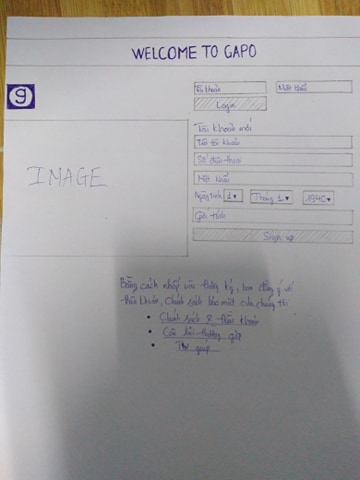 WELCOME TO GAPO
g
Tài khoản
Mật khẩu
Login
IMAGE
Tài khoản mới
Tên tài khoản
Số điện thoại
Mật khẩu
Ngày sinh 1 Tháng 1 1940
Giới tính
Sign up
Bằng cách nhấp vào đăng ký, bạn đồng ý với
điều khoản, chính sách bảo mật của chúng tôi
Chính sách & điều khoản
Câu hỏi thường gặp
Trợ giúp